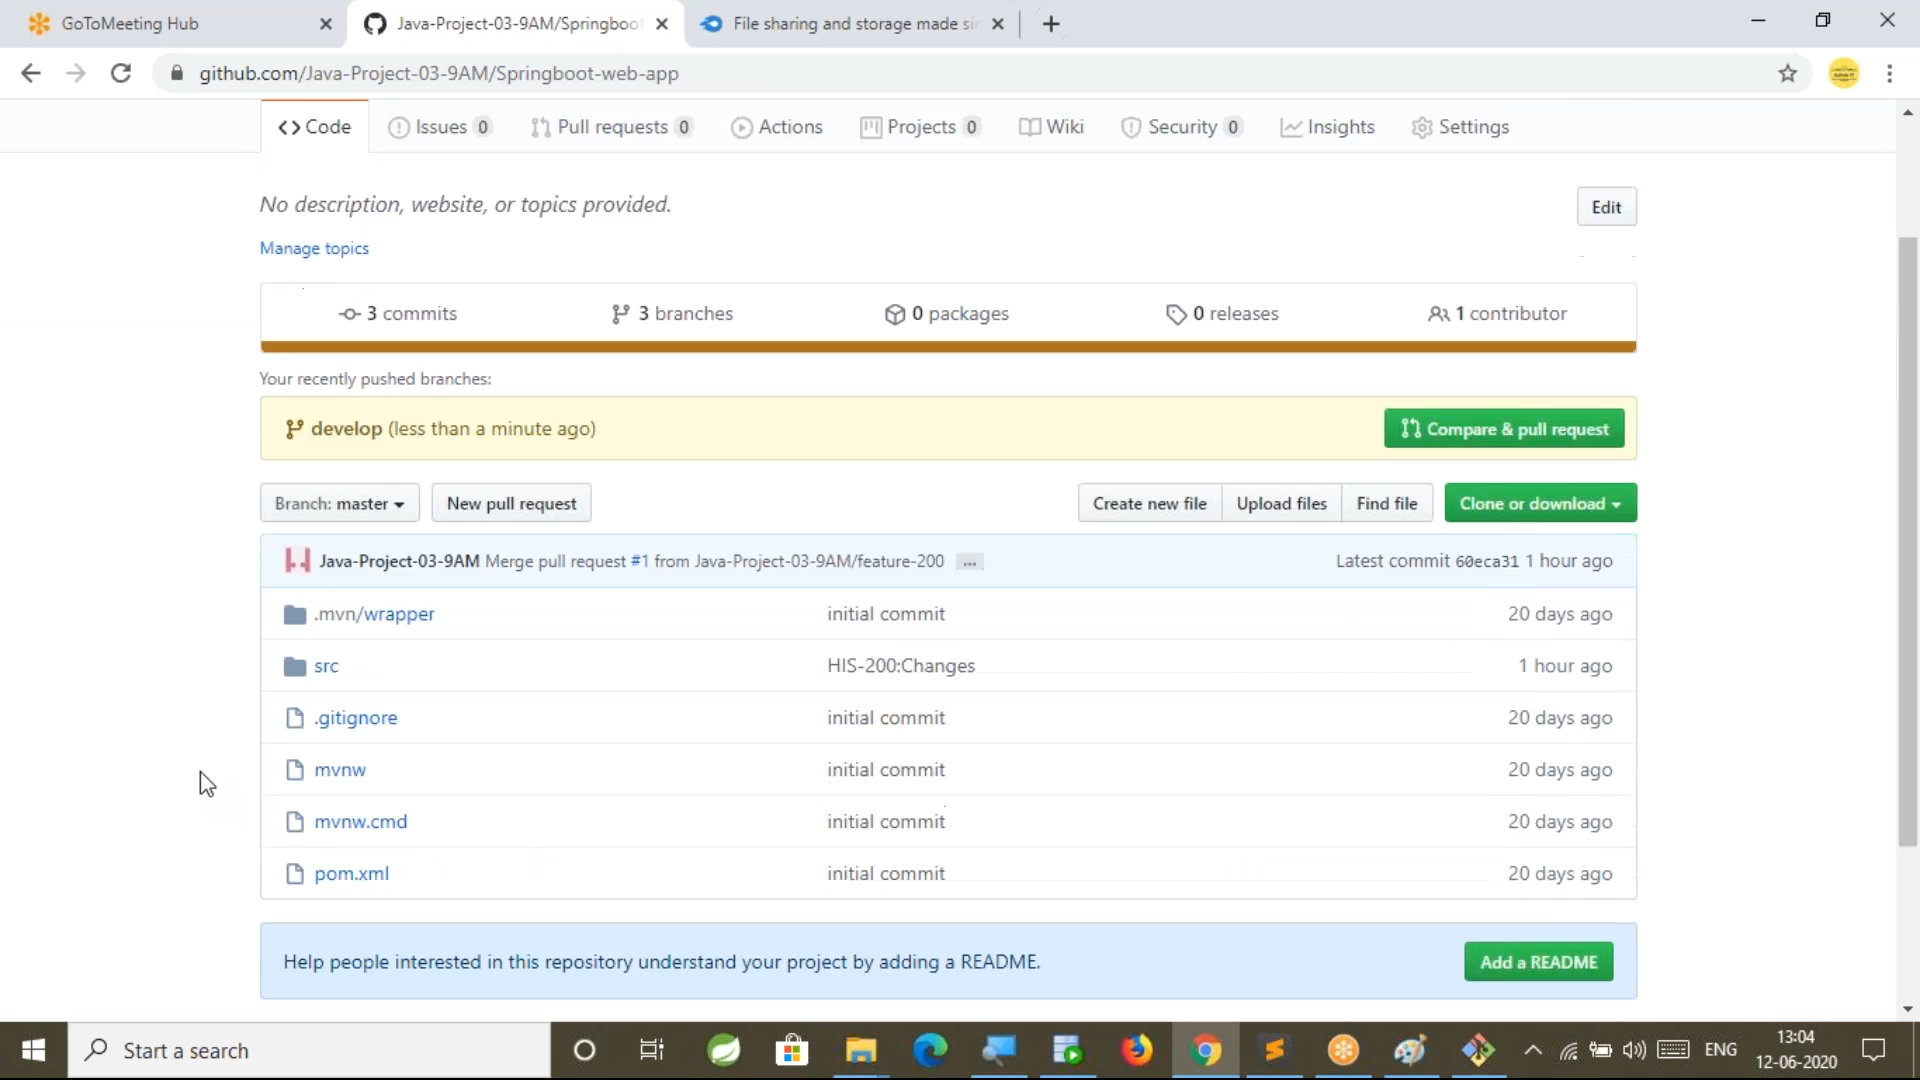 GoToMeeting Hub
Java-Project-03-9AM/Springboo
File sharing and storage made si
github.com/Java-Project-03-9AM/Springboot-web-app
Code
Issues 0
Pull requests 0
Actions
Projects 0
Wiki
Security 0
Insights
Settings
No description, website, or topics provided.
Edit
Manage topics
3 commits
3 branches
0 packages
0 releases
1 contributor
Your recently pushed branches:
develop (less than a minute ago)
Compare & pull request
Branch: master
New pull request
Create new file
Upload files
Find file
Clone or download
Java-Project-03-9AM Merge pull request #1 from Java-Project-03-9AM/feature-200 ...
Latest commit 60eca31 1 hour ago
.mvn/wrapper
initial commit
20 days ago
src
HIS-200:Changes
1 hour ago
.gitignore
initial commit
20 days ago
mvnw
initial commit
20 days ago
mvnw.cmd
initial commit
20 days ago
pom.xml
initial commit
20 days ago
Help people interested in this repository understand your project by adding a README.
Add a README
Start a search
ENG
13:04
12-06-2020